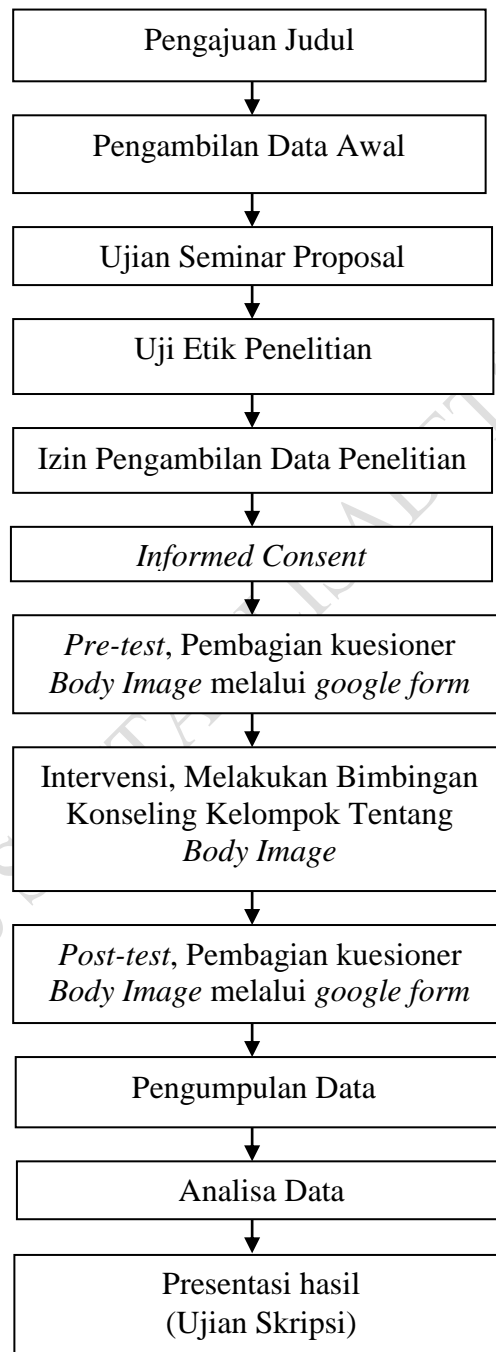 Pengajuan Judul
Pengambilan Data Awal
Ujian Seminar Proposal
Uji Etik Penelitian
Izin Pengambilan Data Penelitian
Informed Consent
Pre-test, Pembagian kuesioner
Body Image melalui google form
Intervensi, Melakukan Bimbingan
Konseling Kelompok Tentang
Body Image
Post-test, Pembagian kuesioner
Body Image melalui google form
Pengumpulan Data
Analisa Data
Presentasi hasil
(Ujian Skripsi)